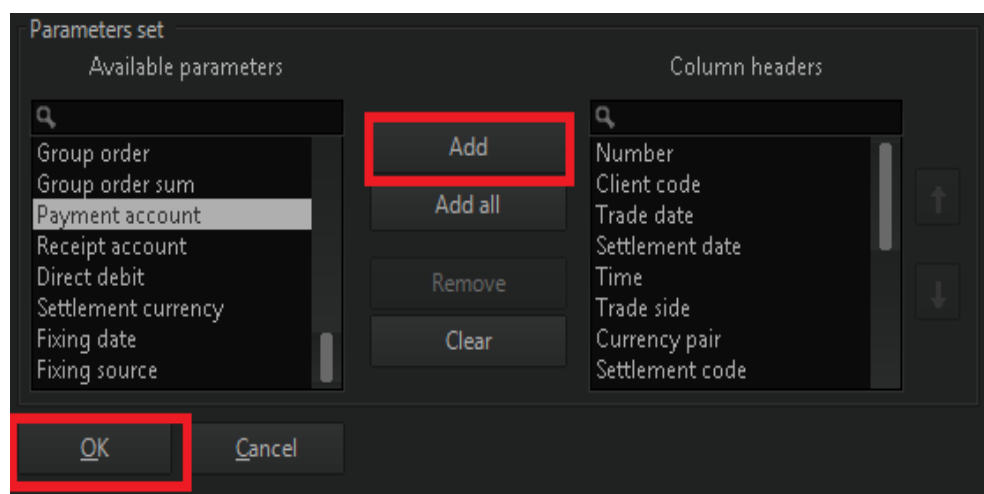 Parameters set
Available parameters
Column headers
Group order
Group order sum
Payment account
Receipt account
Direct debit
Settlement currency
Fixing date
Fixing source
Add
Add all
Remove
Clear
Number
Client code
Trade date
Settlement date
Time
Trade side
Currency pair
Settlement code
OK
Cancel